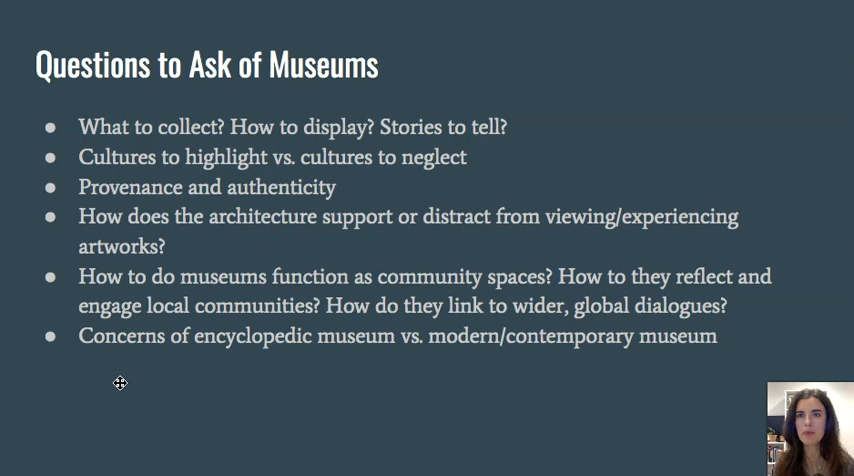 Questions to Ask of Museums
● What to collect? How to display? Stories to tell?
● Cultures to highlight vs. cultures to neglect
● Provenance and authenticity
● How does the architecture support or distract from viewing/experiencing
artworks?
● How to do museums function as community spaces? How to they reflect and
engage local communities? How do they link to wider, global dialogues?
● Concerns of encyclopedic museum vs. modern/contemporary museum